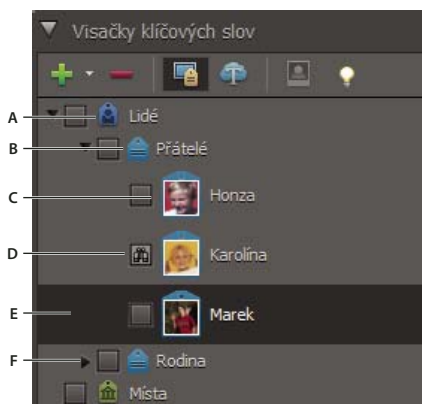 Visačky klíčových slov
A Lidé
B Přátelé
C Honza
D Karolína
E Marek
F Rodina
Místa